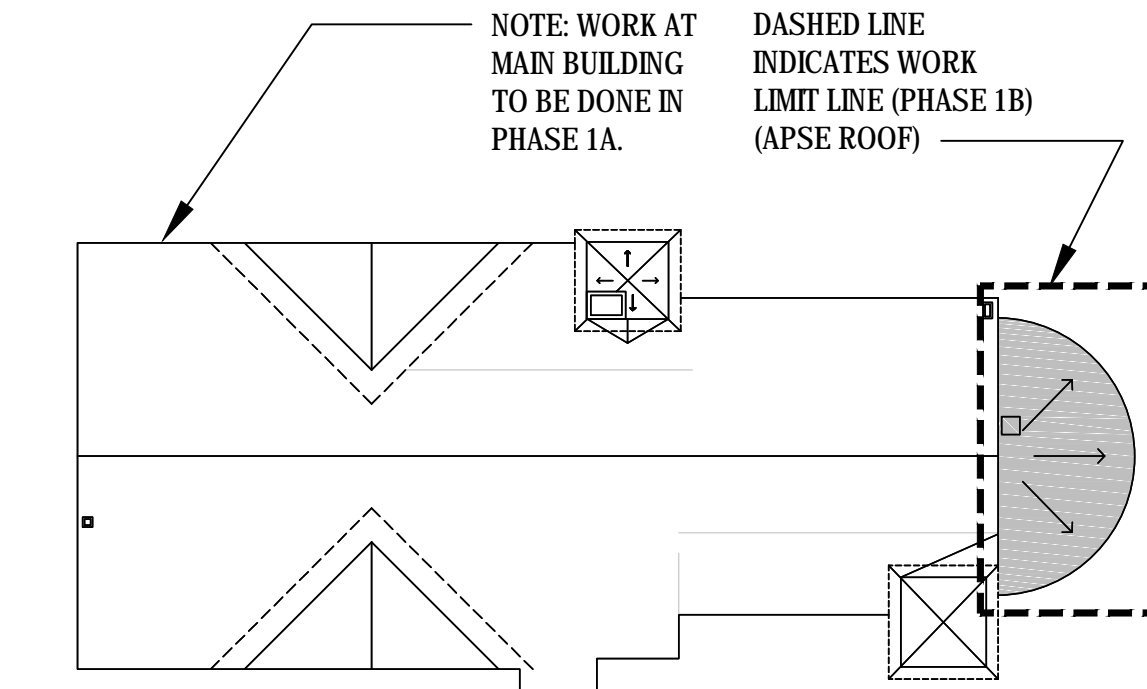 NOTE: WORK AT
MAIN BUILDING
TO BE DONE IN
PHASE 1A.
DASHED LINE
INDICATES WORK
LIMIT LINE (PHASE 1B)
(APSE ROOF)